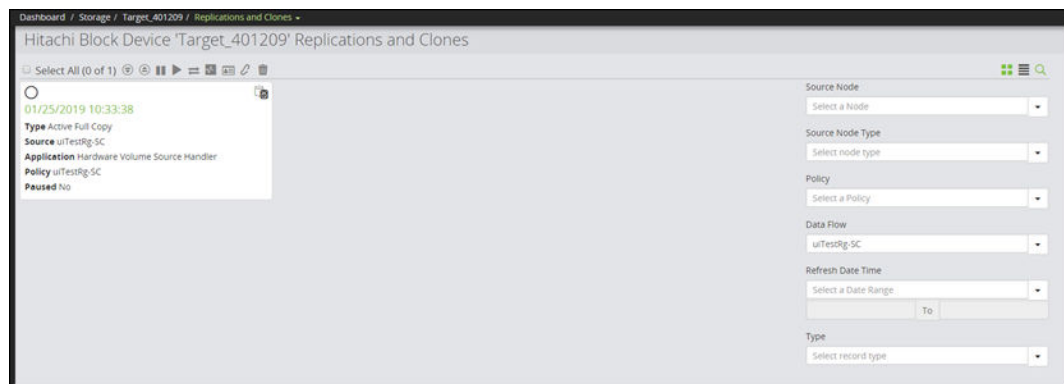 Dashboard / Storage / Target_401209 / Replications and Clones
Hitachi Block Device 'Target_401209' Replications and Clones
Select All (0 of 1)
01/25/2019 10:33:38
Type Active Full Copy
Source uiTestRg-SC
Application Hardware Volume Source Handler
Policy uiTestRg-SC
Paused No
Source Node
Select a Node
Source Node Type
Select node type
Policy
Select a Policy
Data Flow
uiTestRg-SC
Refresh Date Time
Select a Date Range
To
Type
Select record type